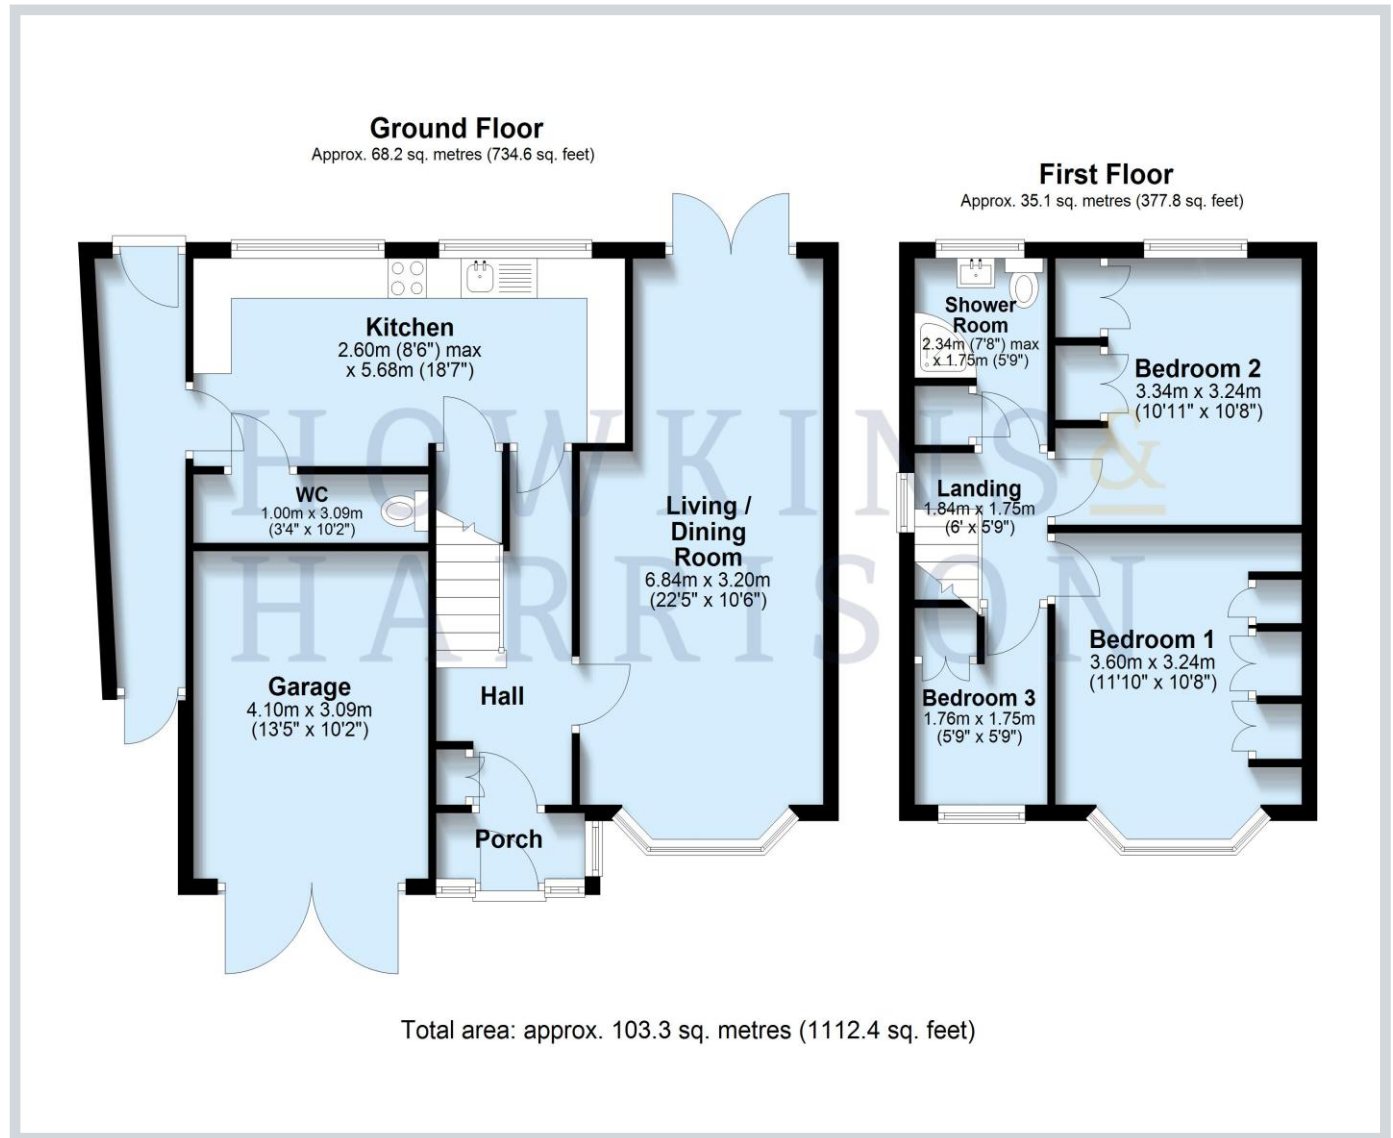 Ground Floor
Approx. 68.2 sq. metres (734.6 sq. feet)
First Floor
Approx. 35.1 sq. metres (377.8 sq. feet)
Kitchen
2.60m (8'6") max
x 5.68m (18'7")
Shower
Room
2.34m (7'8") max
x 1.75m (5'9")
Bedroom 2
3.34m x 3.24m
(10'11" x 10'8")
WC
1.00m x 3.09m
(3'4" x 10'2")
Living /
Dining
Room
6.84m x 3.20m
(22'5" x 10'6")
Landing
1.84m x 1.75m
(6' x 5'9")
Garage
4.10m x 3.09m
(13'5" x 10'2")
Hall
Bedroom 1
3.60m x 3.24m
(11'10" x 10'8")
Bedroom 3
1.76m x 1.75m
(5'9" x 5'9")
Porch
HOWKINS &
HARRISON
Total area: approx. 103.3 sq. metres (1112.4 sq. feet)